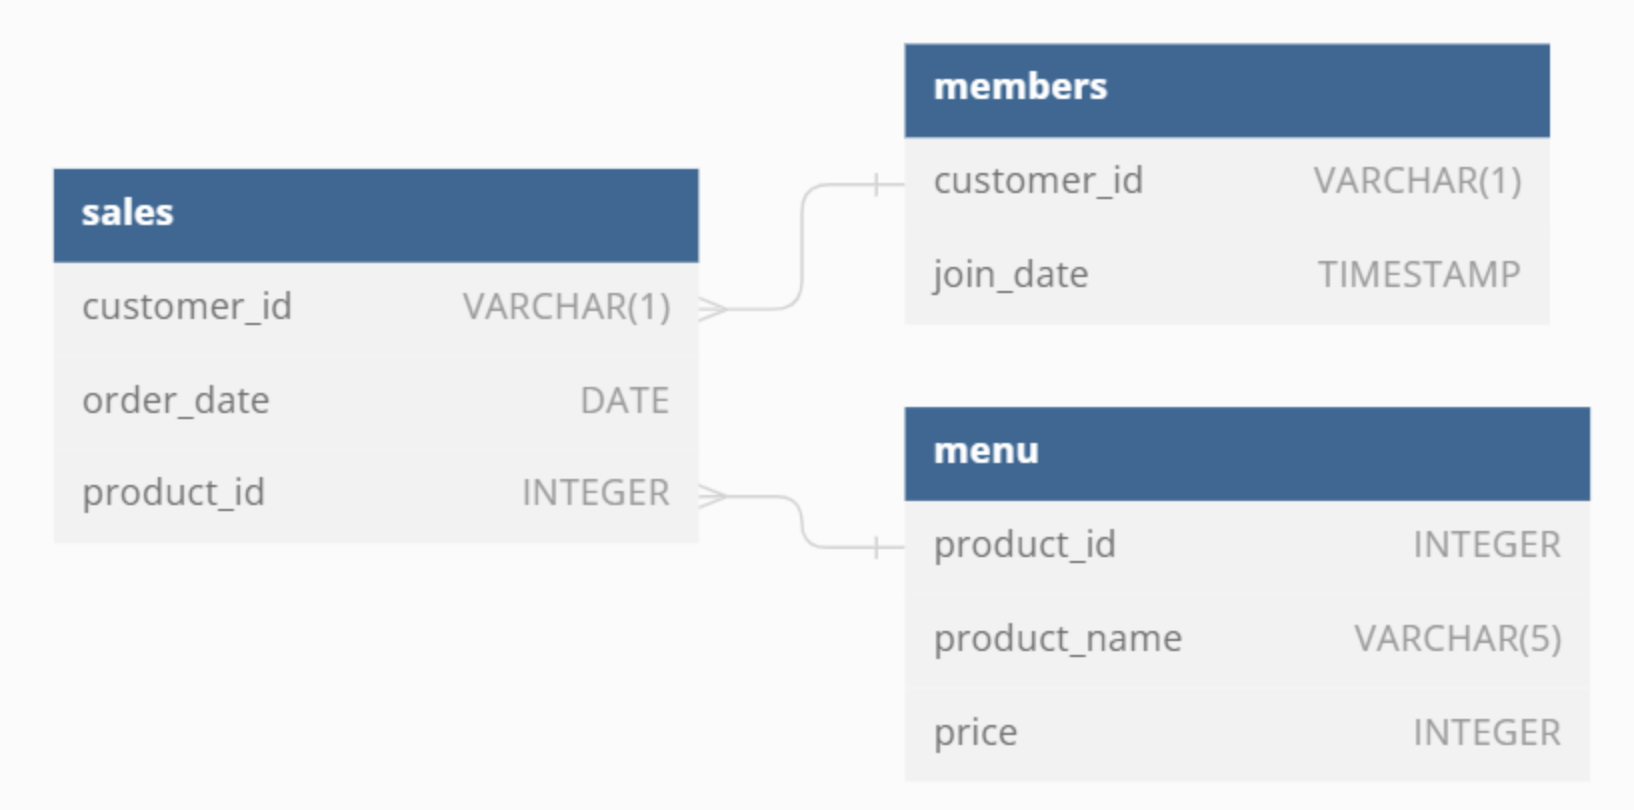 sales
customer_id VARCHAR(1)
order_date DATE
product_id INTEGER
members
customer_id VARCHAR(1)
join_date TIMESTAMP
menu
product_id INTEGER
product_name VARCHAR(5)
price INTEGER